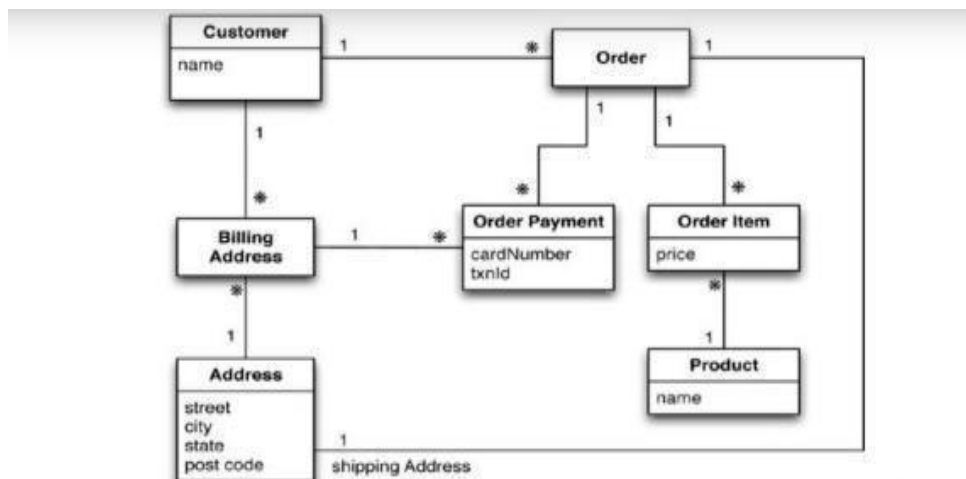 Customer
name
1
*
Order
1
1
1
1
*
*
*
Billing
Address
1
*
Order Payment
cardNumber
txnId
Order Item
price
*
1
*
1
Product
name
Address
street
city
state
post code
1
shipping Address